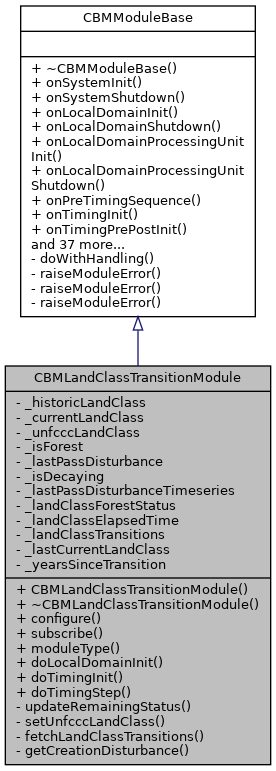 CBMModuleBase
+ ~CBMModuleBase()
+ onSystemInit()
+ onSystemShutdown()
+ onLocalDomainInit()
+ onLocalDomainShutdown()
+ onLocalDomainProcessingUnit
Init()
+ onLocalDomainProcessingUnit
Shutdown()
+ onPreTimingSequence()
+ onTimingInit()
+ onTimingPrePostInit()
and 37 more...
- doWithHandling()
- raiseModuleError()
- raiseModuleError()
- raiseModuleError()
CBMLandClassTransitionModule
- _historicLandClass
- _currentLandClass
- _unfcccLandClass
- _isForest
- _lastPassDisturbance
- _isDecaying
- _lastPassDisturbanceTimeseries
- _landClassForestStatus
- _landClassElapsedTime
- _landClassTransitions
- _lastCurrentLandClass
- _yearsSinceTransition
+ CBMLandClassTransitionModule()
+ ~CBMLandClassTransitionModule()
+ configure()
+ subscribe()
+ moduleType()
+ doLocalDomainInit()
+ doTimingInit()
+ doTimingStep()
- updateRemainingStatus()
- setUnfcccLandClass()
- fetchLandClassTransitions()
- getCreationDisturbance()